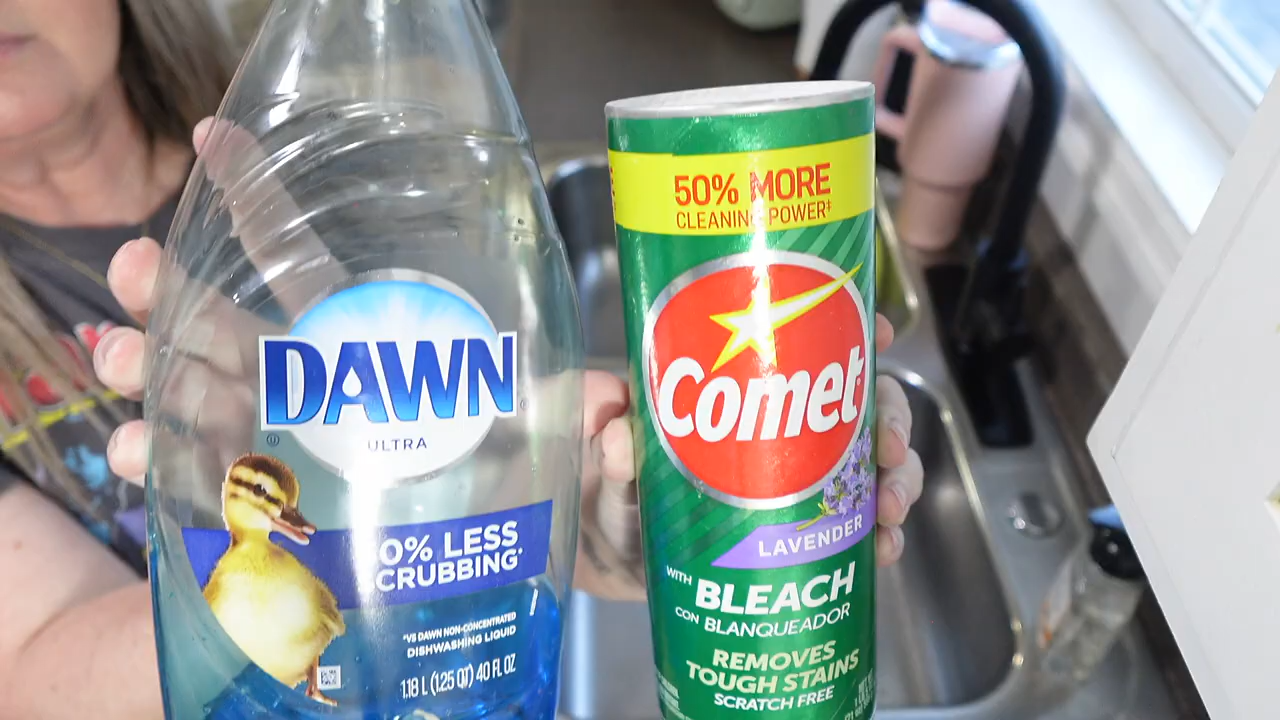 DAWN
ULTRA
0% LESS
CRUBBING*
*VS DAWN NON-CONCENTRATED
DISHWASHING LIQUID
1.18 L (1.25 QT) 40 FL OZ
50% MORE
CLEANING POWER‡
Comet
LAVENDER
WITH BLEACH
CON BLANQUEADOR
REMOVES
TOUGH STAINS
SCRATCH FREE